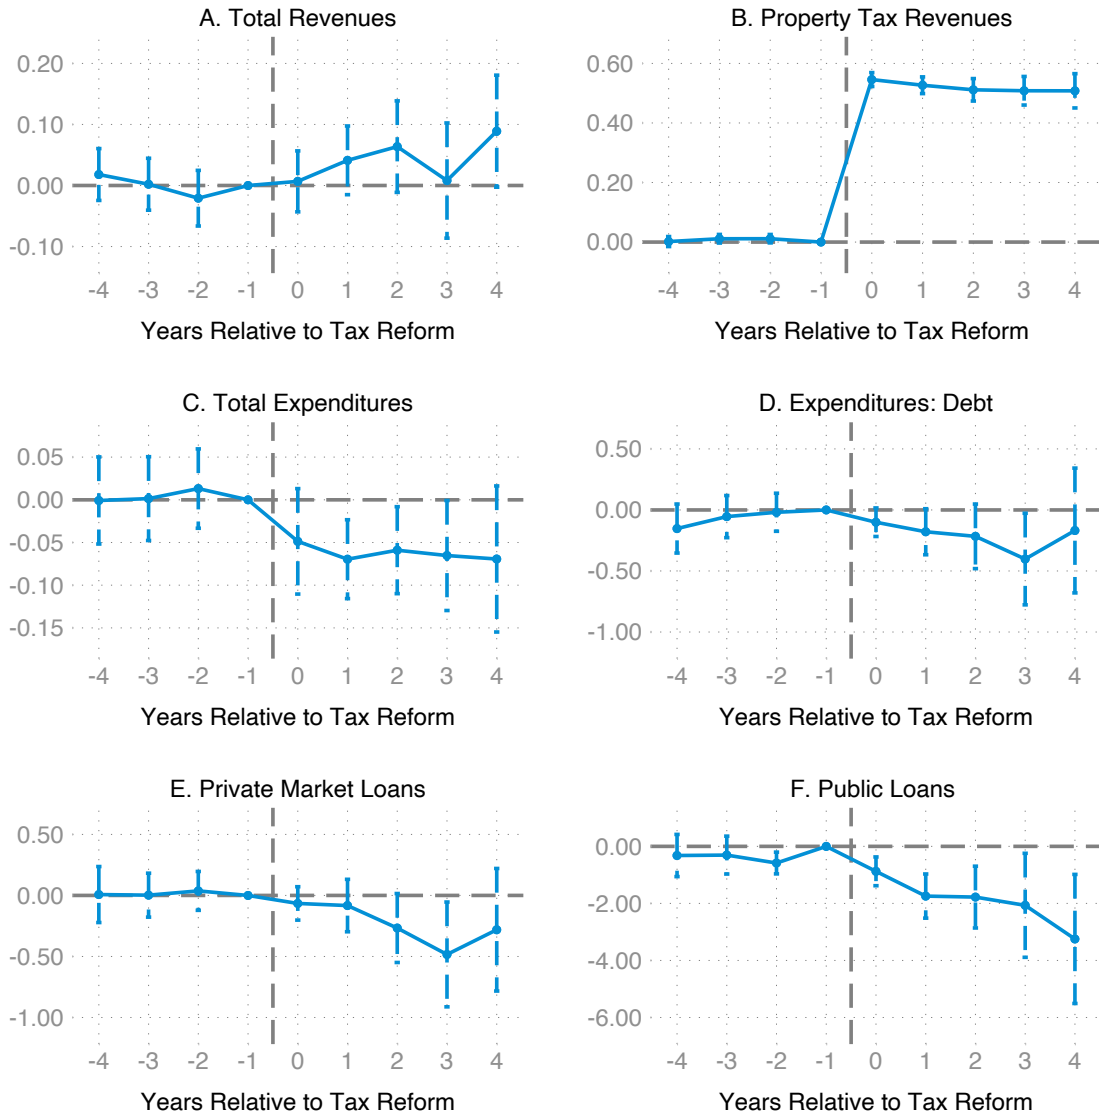 A. Total Revenues
0.20
0.10
0.00
-0.10
-4 -3 -2 -1 0 1 2 3 4
Years Relative to Tax Reform
B. Property Tax Revenues
0.60
0.40
0.20
0.00
-4 -3 -2 -1 0 1 2 3 4
Years Relative to Tax Reform
C. Total Expenditures
0.05
0.00
-0.05
-0.10
-0.15
-4 -3 -2 -1 0 1 2 3 4
Years Relative to Tax Reform
D. Expenditures: Debt
0.50
0.00
-0.50
-1.00
-4 -3 -2 -1 0 1 2 3 4
Years Relative to Tax Reform
E. Private Market Loans
0.50
0.00
-0.50
-1.00
-4 -3 -2 -1 0 1 2 3 4
Years Relative to Tax Reform
F. Public Loans
0.00
-2.00
-4.00
-6.00
-4 -3 -2 -1 0 1 2 3 4
Years Relative to Tax Reform